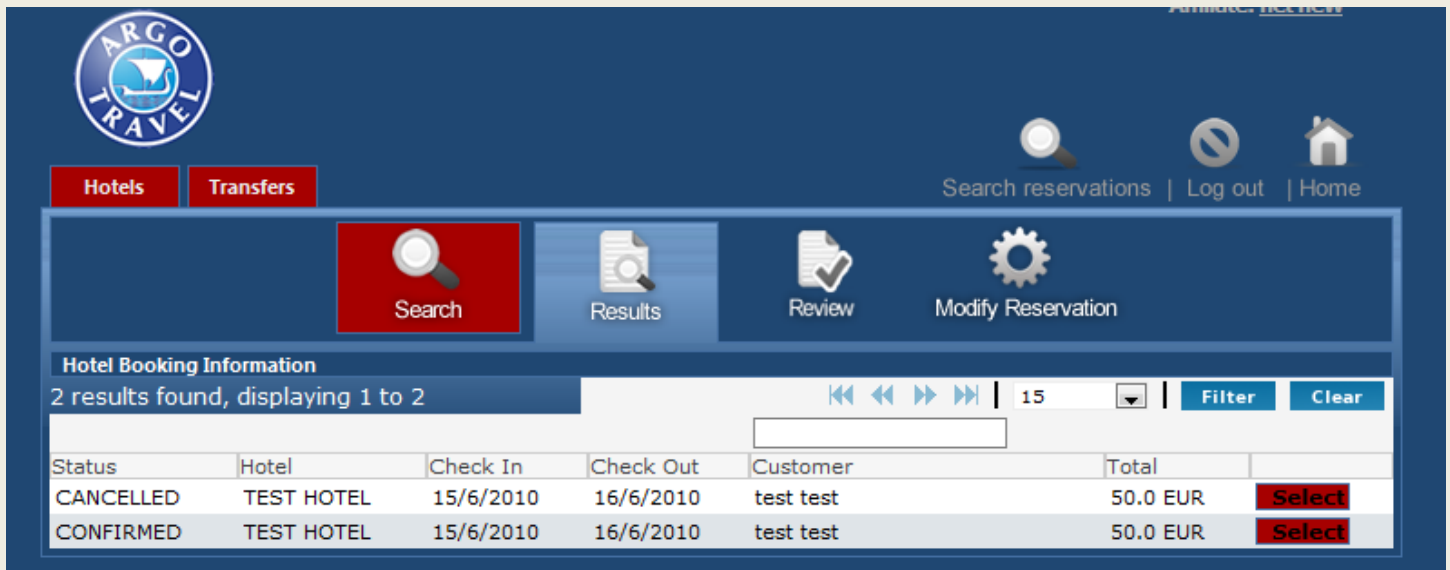 ARGO TRAVEL
Hotels Transfers Search reservations | Log out | Home
Search Results Review Modify Reservation
Hotel Booking Information
2 results found, displaying 1 to 2 15 Filter Clear
Status Hotel Check In Check Out Customer Total
CANCELLED TEST HOTEL 15/6/2010 16/6/2010 test test 50.0 EUR Select
CONFIRMED TEST HOTEL 15/6/2010 16/6/2010 test test 50.0 EUR Select